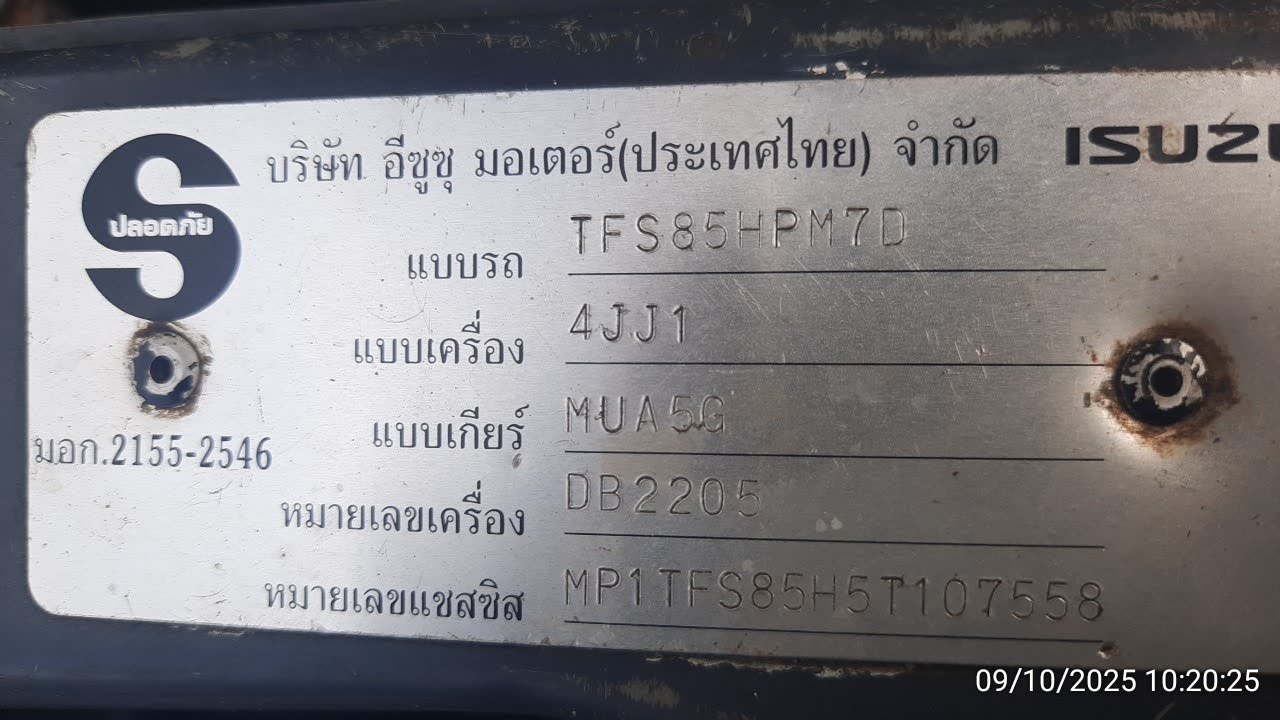 บริษัท อีซูซุ มอเตอร์(ประเทศไทย) จำกัด ISUZU
ปลอดภัย
แบบรถ TFS85HPM7D
แบบเครื่อง 4JJ1
แบบเกียร์ MUA5G
มอก.2155-2546
หมายเลขเครื่อง DB2205
หมายเลขแชสซิส MP1TFS85H5T107558
09/10/2025 10:20:25